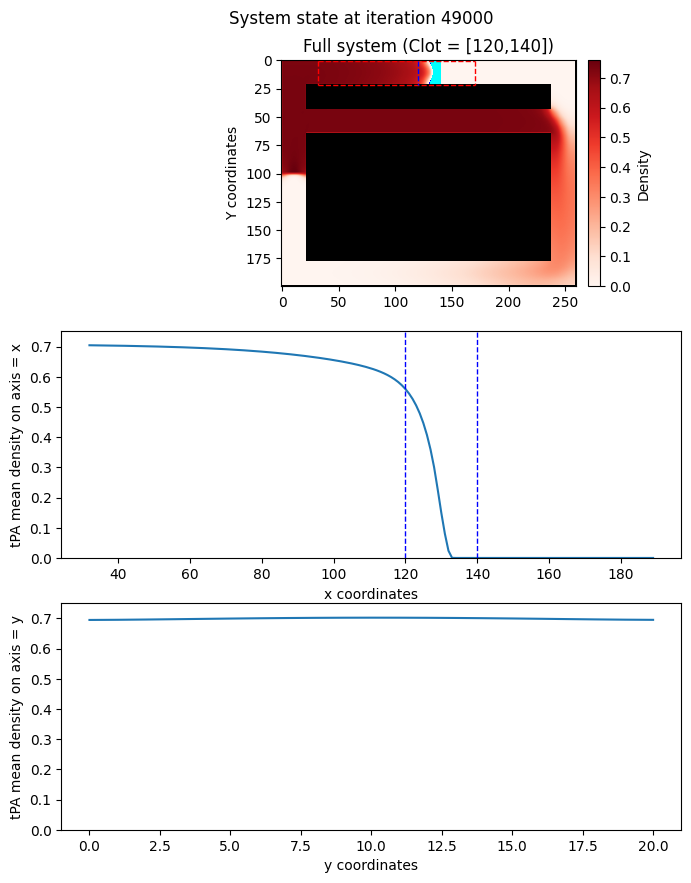 System state at iteration 49000
Full system (Clot = [120,140])
0
25
50
75
100
125
150
175
Y coordinates
0 50 100 150 200 250
0.7
0.6
0.5
0.4
0.3
0.2
0.1
0.0
Density
0.7
0.6
0.5
0.4
0.3
0.2
0.1
0.0
tPA mean density on axis = x
40 60 80 100 120 140 160 180
x coordinates
0.7
0.6
0.5
0.4
0.3
0.2
0.1
0.0
tPA mean density on axis = y
0.0 2.5 5.0 7.5 10.0 12.5 15.0 17.5 20.0
y coordinates